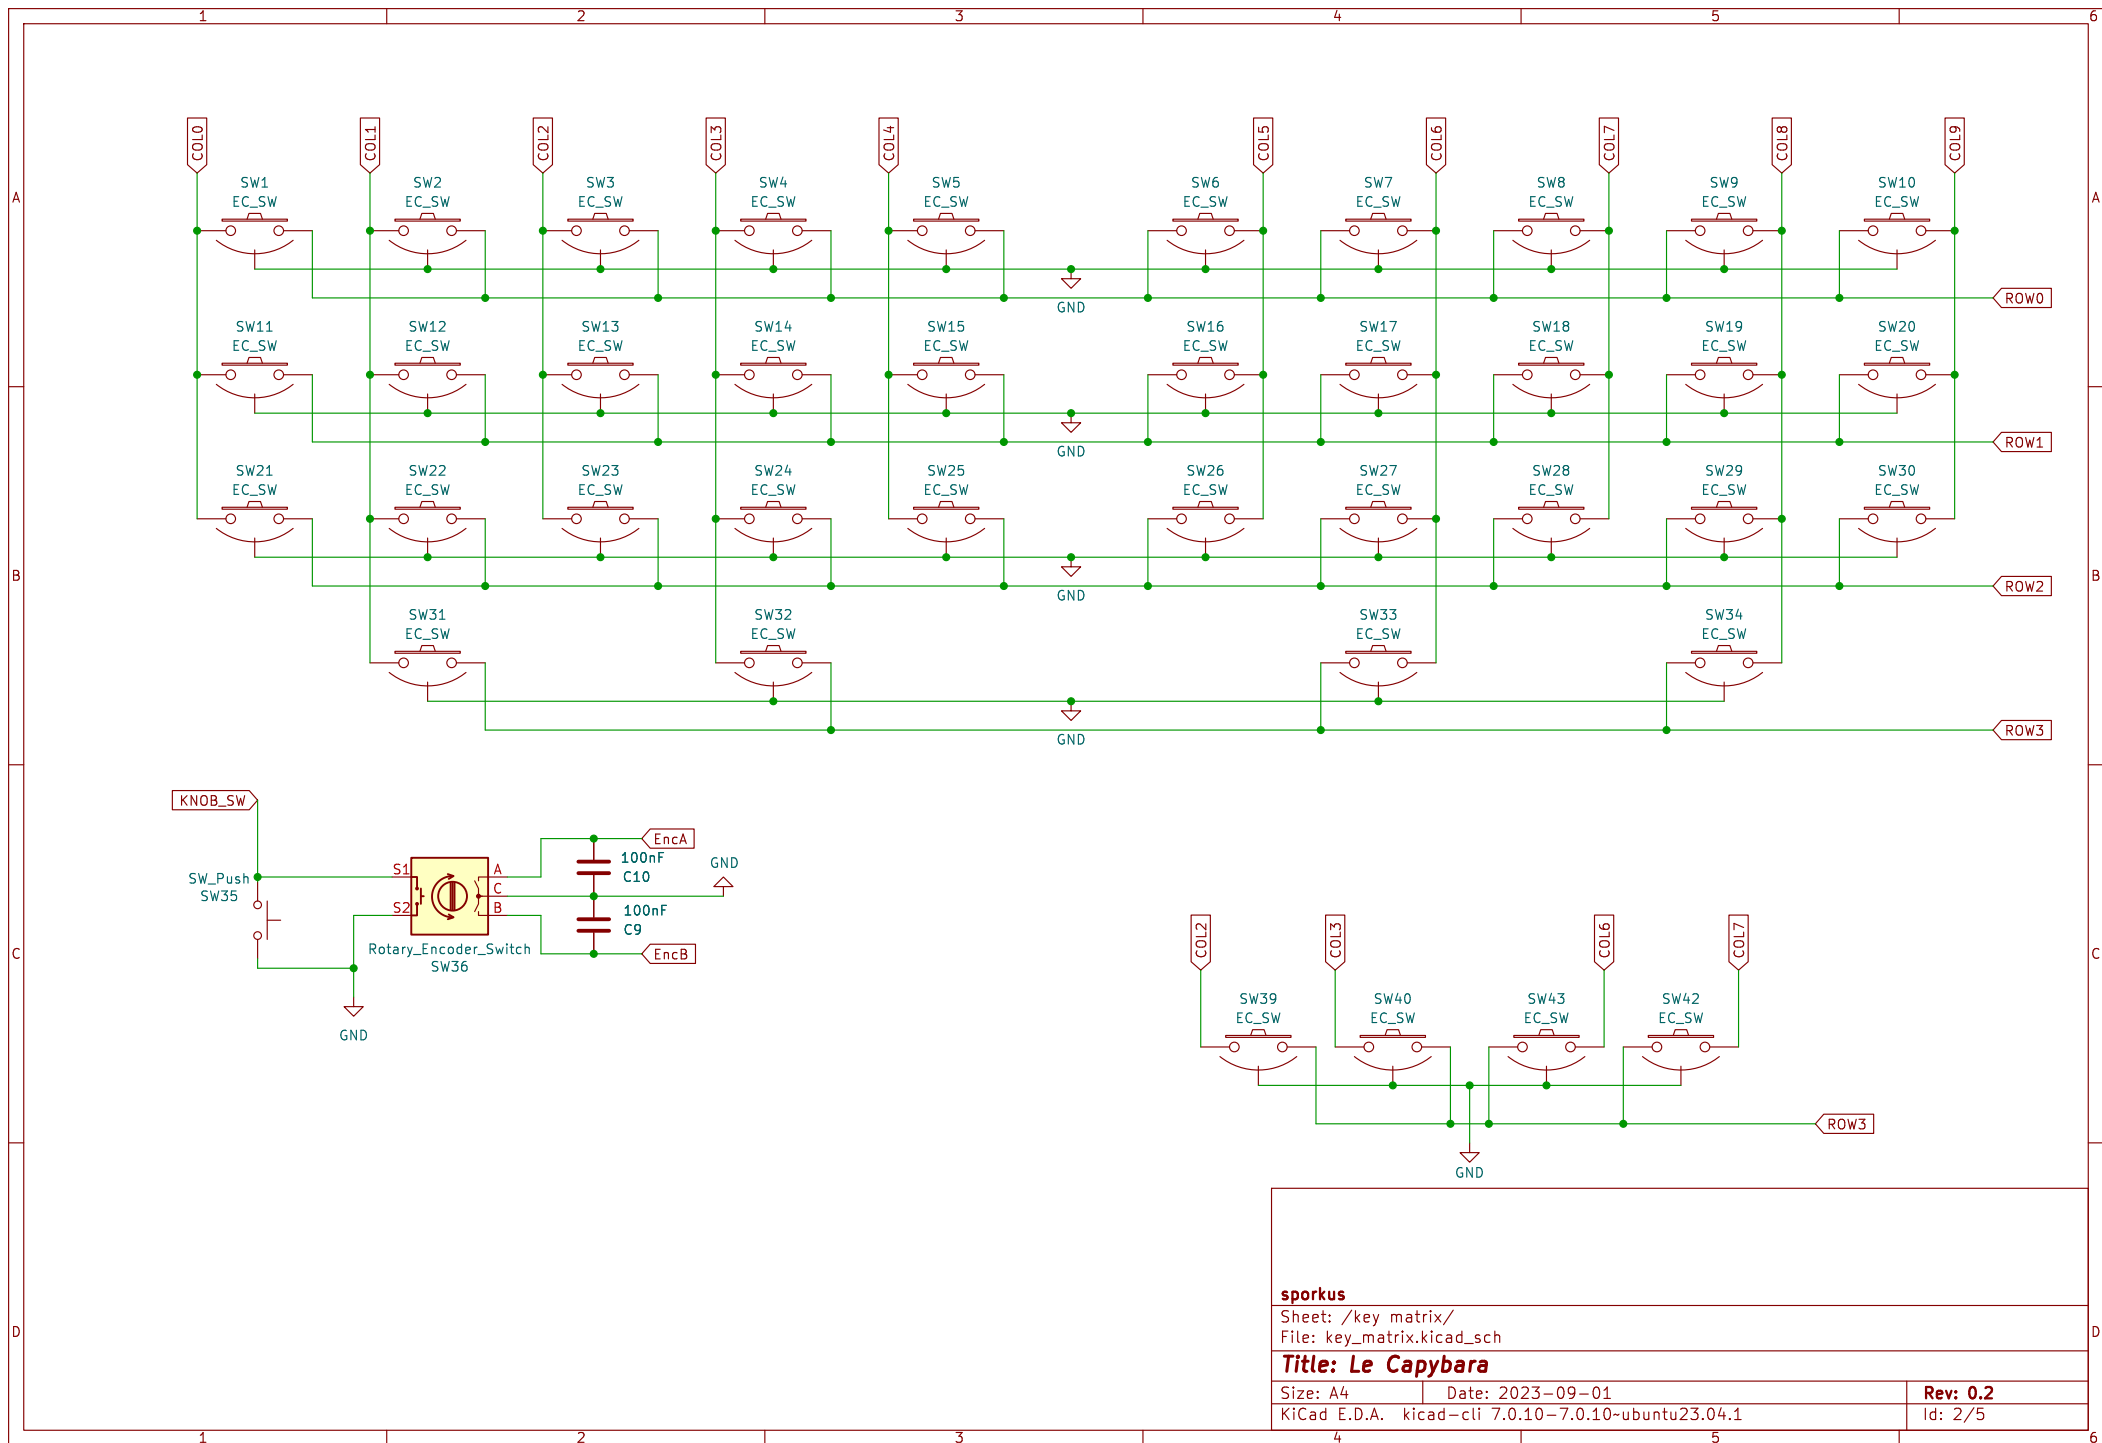 1 2 3 4 5 6
COL0 COL1 COL2 COL3 COL4 COL5 COL6 COL7 COL8 COL9
A A
SW1 SW2 SW3 SW4 SW5 SW6 SW7 SW8 SW9 SW10
EC_SW EC_SW EC_SW EC_SW EC_SW EC_SW EC_SW EC_SW EC_SW EC_SW
ROW0
GND
SW11 SW12 SW13 SW14 SW15 SW16 SW17 SW18 SW19 SW20
EC_SW EC_SW EC_SW EC_SW EC_SW EC_SW EC_SW EC_SW EC_SW EC_SW
ROW1
GND
SW21 SW22 SW23 SW24 SW25 SW26 SW27 SW28 SW29 SW30
EC_SW EC_SW EC_SW EC_SW EC_SW EC_SW EC_SW EC_SW EC_SW EC_SW
B B
ROW2
GND
SW31 SW32 SW33 SW34
EC_SW EC_SW EC_SW EC_SW
ROW3
GND
KNOB_SW
EncA
100nF
C10
GND
S1 A
SW_Push
SW35
C
S2 B
100nF
C9
Rotary_Encoder_Switch
SW36
EncB
GND
C C
COL2 COL3 COL6 COL7
SW39 SW40 SW43 SW42
EC_SW EC_SW EC_SW EC_SW
ROW3
GND
sporkus
Sheet: /key matrix/
File: key_matrix.kicad_sch
D D
Title: Le Capybara
Size: A4 Date: 2023-09-01 Rev: 0.2
KiCad E.D.A. kicad-cli 7.0.10-7.0.10~ubuntu23.04.1 Id: 2/5
1 2 3 4 5 6